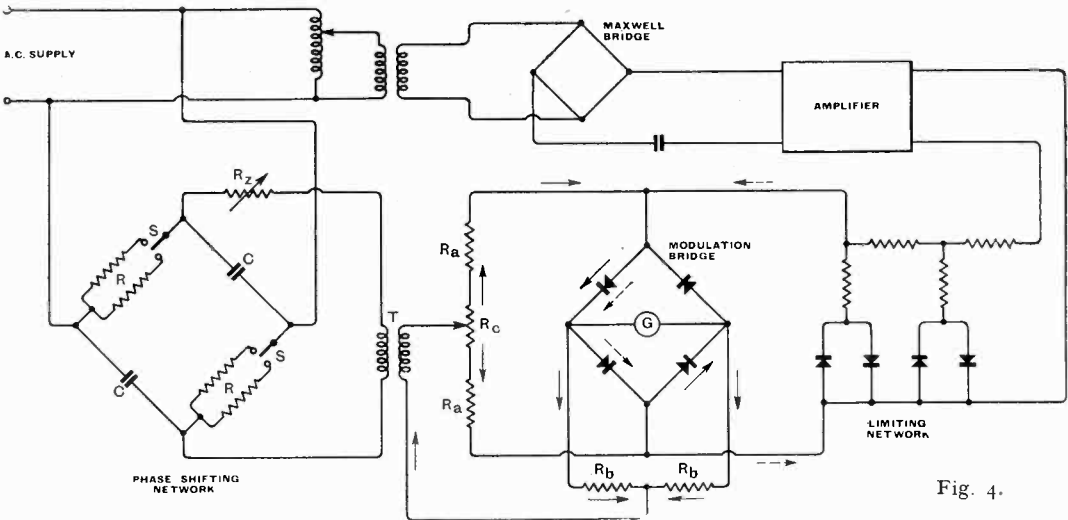 MAXWELL
BRIDGE
A.C. SUPPLY
AMPLIFIER
Rz
S
R
C
Ra
MODULATION
BRIDGE
T
Rc
G
C
R
S
Ra
LIMITING
NETWORK
PHASE SHIFTING
NETWORK
Rb Rb
Fig. 4.